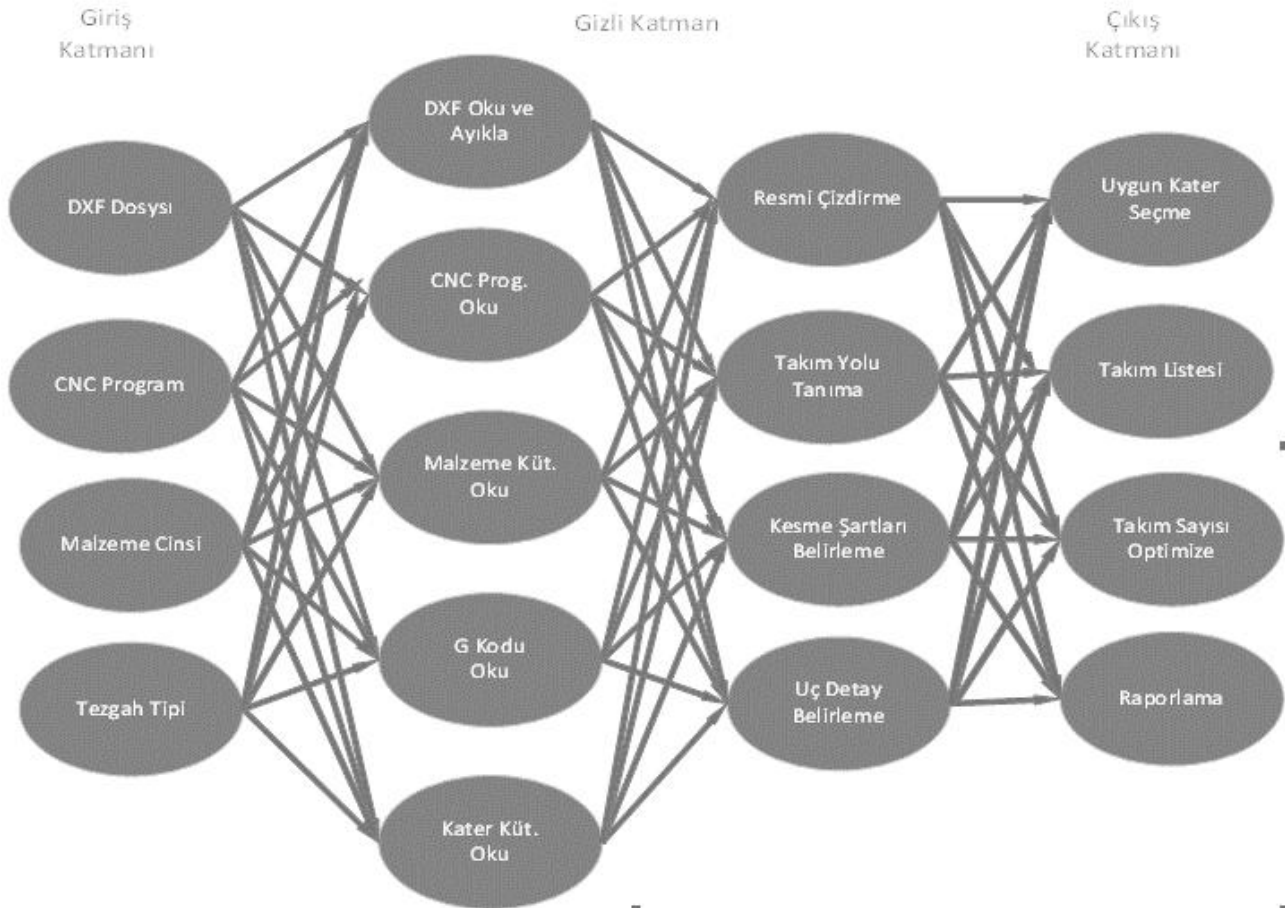 Giriş
Katmanı
Gizli Katman
Çıkış
Katmanı
DXF Dosysı
CNC Program
Malzeme Cinsi
Tezgah Tipi
DXF Oku ve
Ayıkla
CNC Prog.
Oku
Malzeme Küt.
Oku
G Kodu
Oku
Kater Küt.
Oku
Resmi Çizdirme
Takım Yolu
Tanıma
Kesme Şartları
Belirleme
Uç Detay
Belirleme
Uygun Kater
Seçme
Takım Listesi
Takım Sayısı
Optimize
Raporlama